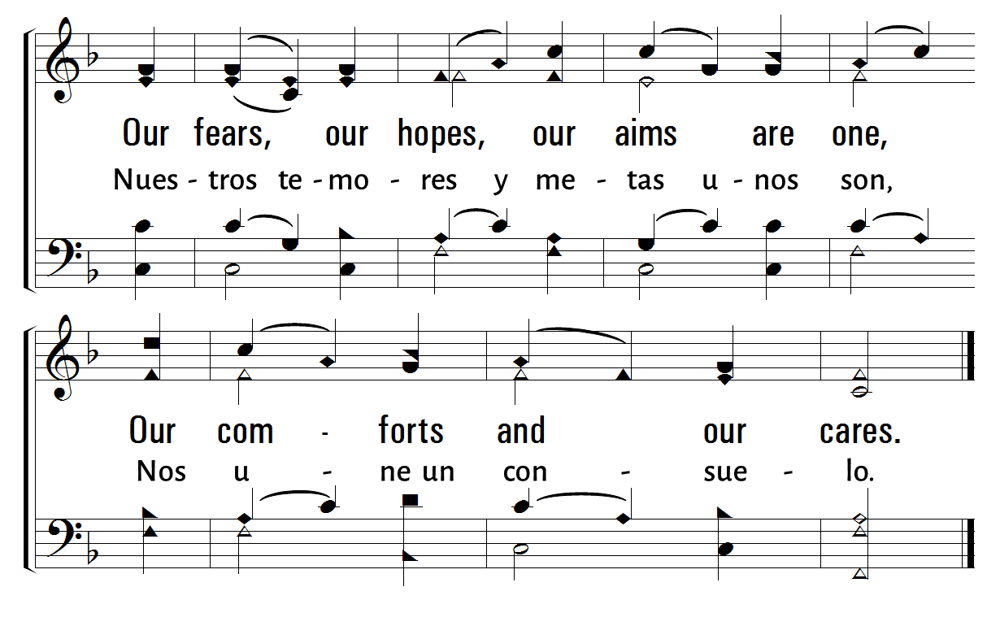 Our fears, our hopes, our aims are one,
Nues - tros te - mo - res y me - tas u - nos son,
Our com - forts and our cares.
Nos u - ne un con - sue - lo.